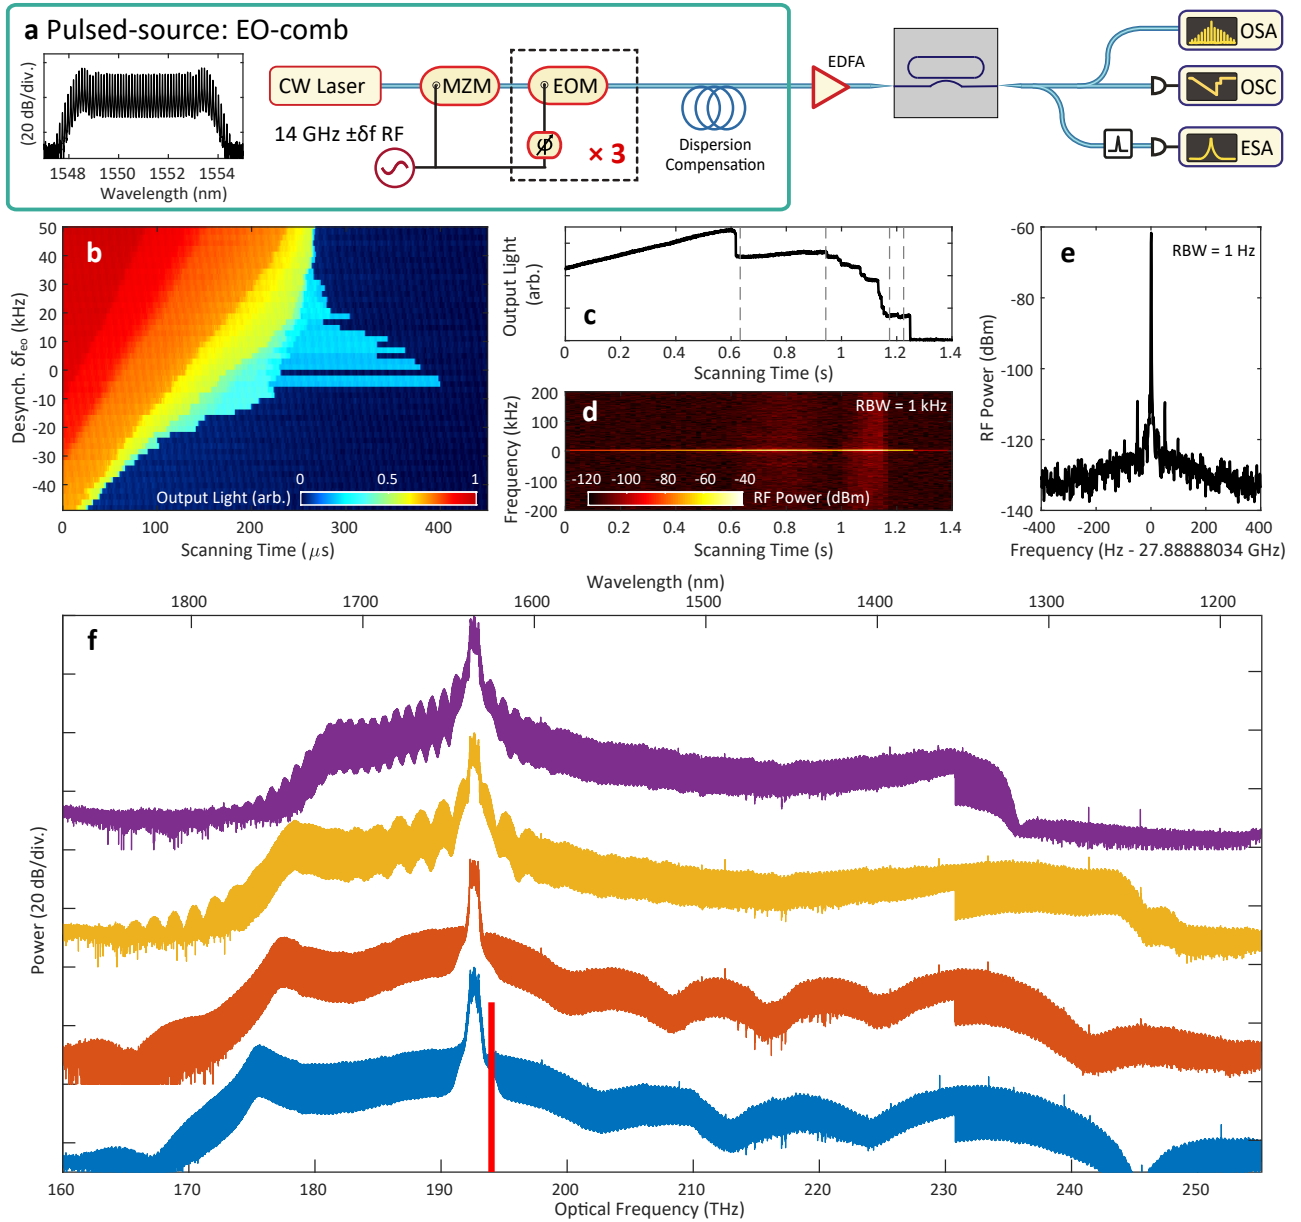 a Pulsed-source: EO-comb
(20 dB/div.)
1548 1550 1552 1554
Wavelength (nm)
CW Laser
MZM
EOM
14 GHz ±δf RF
φ
× 3
Dispersion
Compensation
EDFA
OSA
OSC
ESA
b
Desynch. δf_eo (kHz)
50
40
30
20
10
0
-10
-20
-30
-40
0 0.5 1
Output Light (arb.)
0 100 200 300 400
Scanning Time (μs)
c
Output Light
(arb.)
0 0.2 0.4 0.6 0.8 1 1.2 1.4
Scanning Time (s)
d
RBW = 1 kHz
Frequency (kHz)
200
100
0
-100
-200
-120 -100 -80 -60 -40
RF Power (dBm)
0 0.2 0.4 0.6 0.8 1 1.2 1.4
Scanning Time (s)
e
RBW = 1 Hz
RF Power (dBm)
-60
-80
-100
-120
-140
-400 -200 0 200 400
Frequency (Hz - 27.88888034 GHz)
Wavelength (nm)
1800 1700 1600 1500 1400 1300 1200
f
Power (20 dB/div.)
160 170 180 190 200 210 220 230 240 250
Optical Frequency (THz)